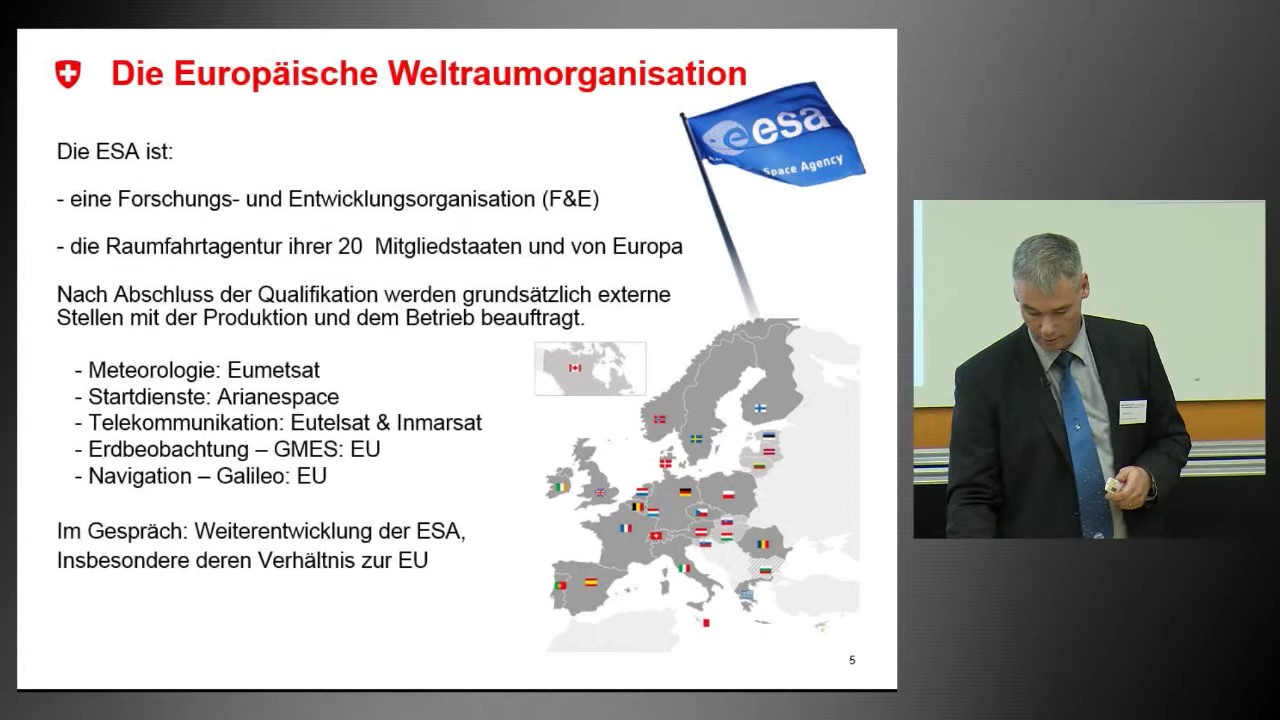 Die Europäische Weltraumorganisation
esa
Space Agency
Die ESA ist:
- eine Forschungs- und Entwicklungsorganisation (F&E)
- die Raumfahrtagentur ihrer 20 Mitgliedstaaten und von Europa
Nach Abschluss der Qualifikation werden grundsätzlich externe
Stellen mit der Produktion und dem Betrieb beauftragt.
- Meteorologie: Eumetsat
- Startdienste: Arianespace
- Telekommunikation: Eutelsat & Inmarsat
- Erdbeobachtung – GMES: EU
- Navigation – Galileo: EU
Im Gespräch: Weiterentwicklung der ESA,
Insbesondere deren Verhältnis zur EU
5